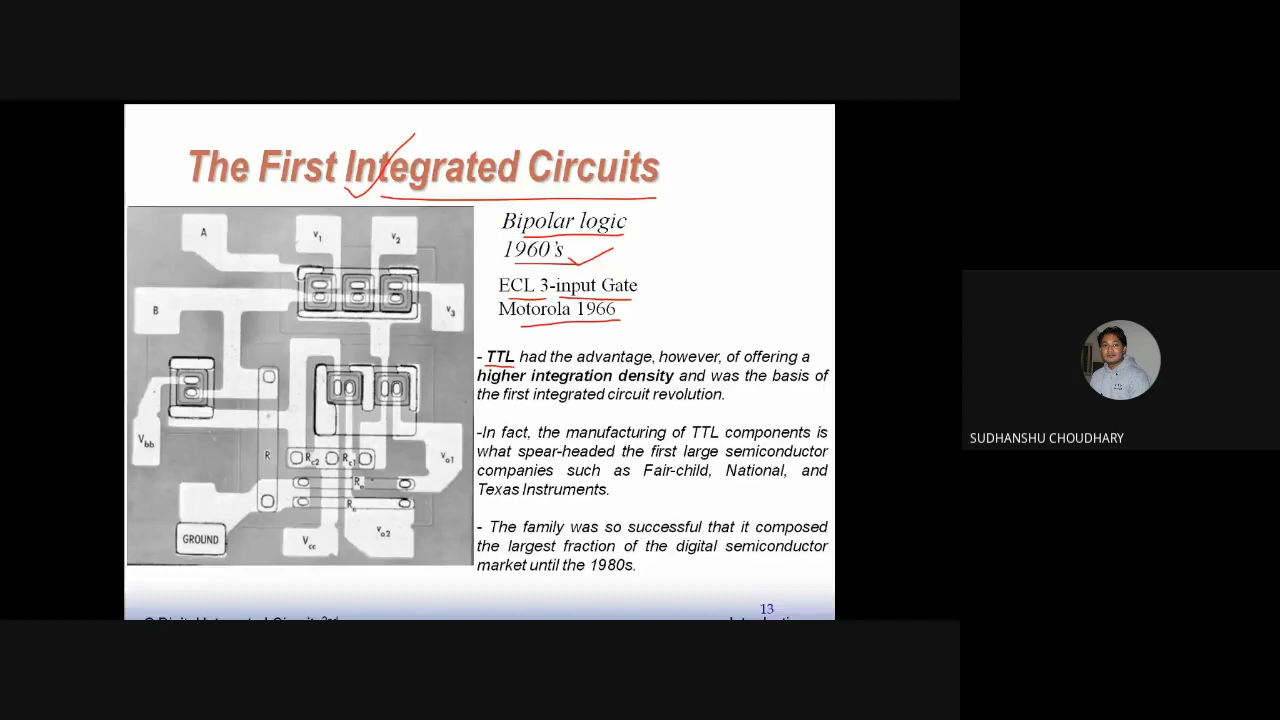 The First Integrated Circuits
A
V1
V2
B
V3
Vbb
R
Rc2
Rc1
Vo1
Re
Re
Vo2
GROUND
Vcc
Bipolar logic
1960's
ECL 3-input Gate
Motorola 1966
- TTL had the advantage, however, of offering a
higher integration density and was the basis of
the first integrated circuit revolution.
-In fact, the manufacturing of TTL components is
what spear-headed the first large semiconductor
companies such as Fair-child, National, and
Texas Instruments.
- The family was so successful that it composed
the largest fraction of the digital semiconductor
market until the 1980s.
13
SUDHANSHU CHOUDHARY